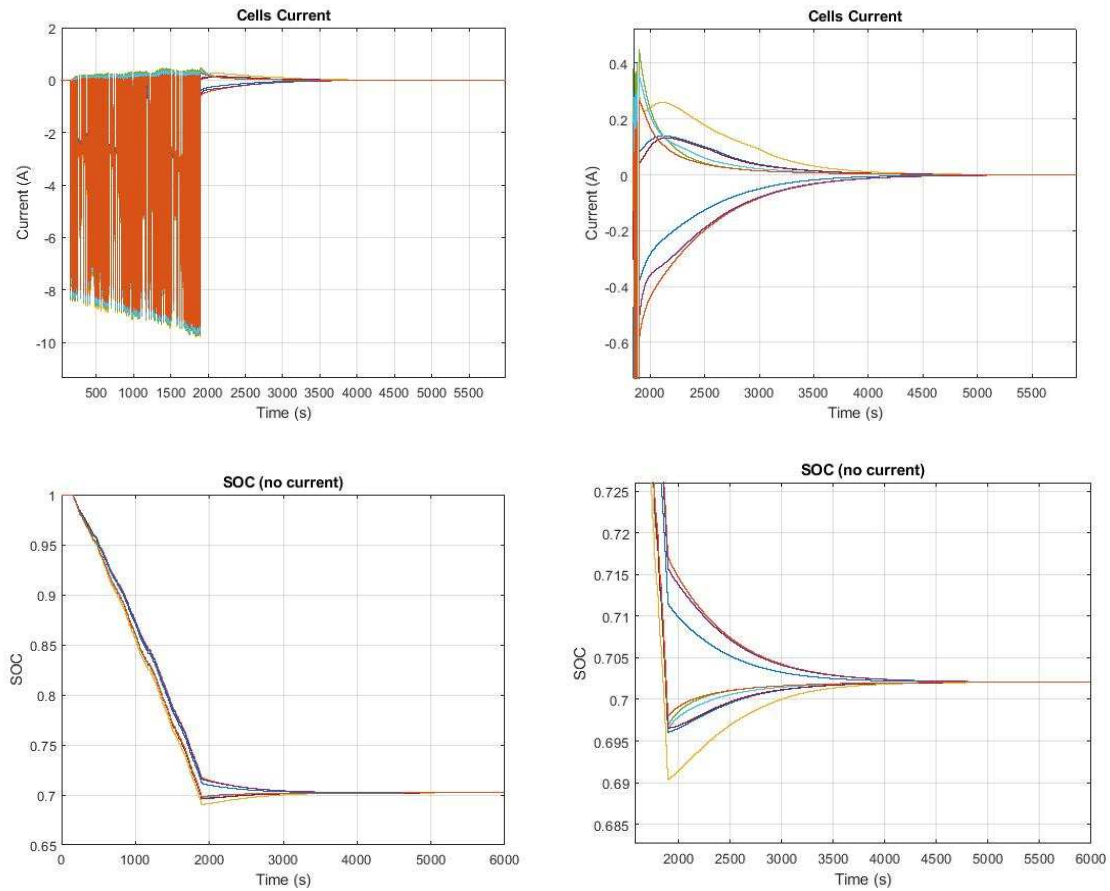 Cells Current
2
0
-2
-4
-6
-8
-10
Current (A)
500 1000 1500 2000 2500 3000 3500 4000 4500 5000 5500
Time (s)
Cells Current
0.4
0.2
0
-0.2
-0.4
-0.6
Current (A)
2000 2500 3000 3500 4000 4500 5000 5500
Time (s)
SOC (no current)
1
0.95
0.9
0.85
0.8
0.75
0.7
0.65
SOC
0 1000 2000 3000 4000 5000 6000
Time (s)
SOC (no current)
0.725
0.72
0.715
0.71
0.705
0.7
0.695
0.69
0.685
SOC
2000 2500 3000 3500 4000 4500 5000 5500 6000
Time (s)